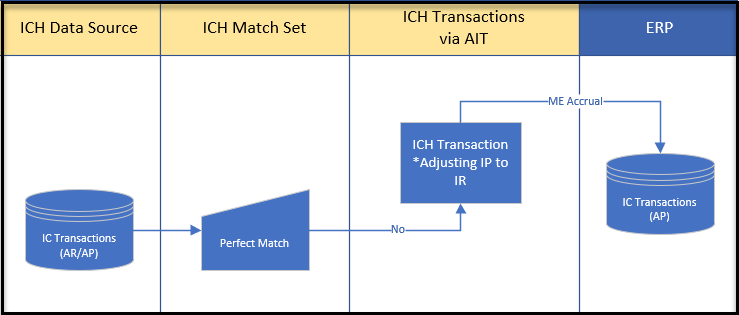 ICH Data Source
ICH Match Set
ICH Transactions
via AIT
ERP
ME Accrual
ICH Transaction
*Adjusting IP to
IR
IC Transactions
(AP)
IC Transactions
(AR/AP)
Perfect Match
No